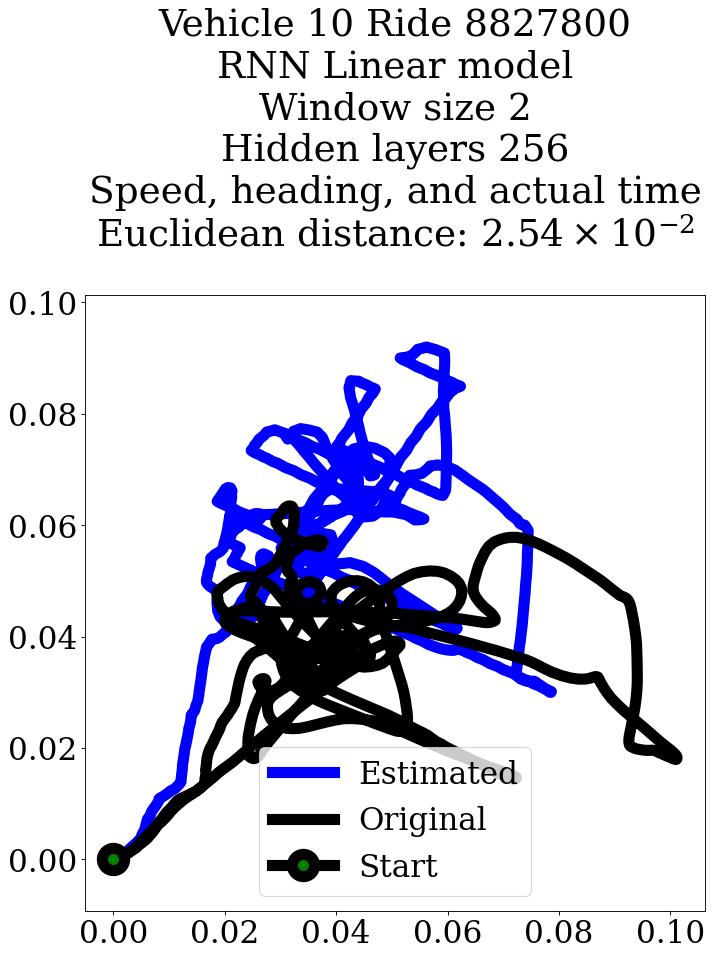 Vehicle 10 Ride 8827800
RNN Linear model
Window size 2
Hidden layers 256
Speed, heading, and actual time
Euclidean distance: 2.54 × 10⁻²
0.10
0.08
0.06
0.04
0.02
0.00
Estimated
Original
Start
0.00 0.02 0.04 0.06 0.08 0.10